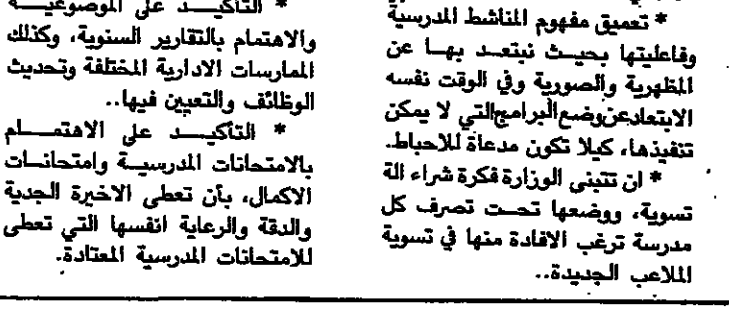 * تعميق مفهوم المناشط المدرسية
وفاعليتها بحيث نبتعد بها عن
المظهرية والصورية وفي الوقت نفسه
الابتعاد عن وضع البرامج التي لا يمكن
تنفيذها، كيلا تكون مدعاة للاحباط.
* ان تتبنى الوزارة فكرة شراء الة
تسوية، ووضعها تحت تصرف كل
مدرسة ترغب الافادة منها في تسوية
الملاعب الجديدة..
* التأكيد على الموضوعية
والاهتمام بالتقارير السنوية، وكذلك
الممارسات الادارية المختلفة وتحديث
الوظائف والتعيين فيها..
* التأكيد على الاهتمام
بالامتحانات المدرسية وامتحانات
الاكمال، بأن تعطى الاخيرة الجدية
والدقة والرعاية انفسها التي تعطى
للامتحانات المدرسية المعتادة.